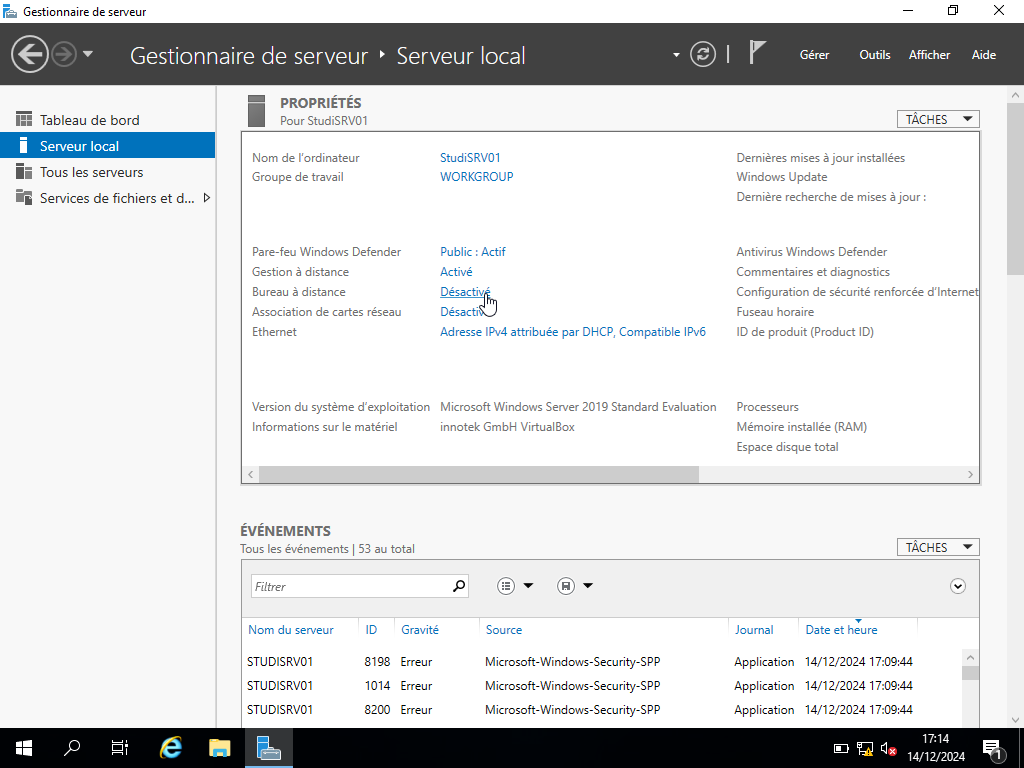 Gestionnaire de serveur
Gestionnaire de serveur ‣ Serveur local
Gérer Outils Afficher Aide
Tableau de bord
Serveur local
Tous les serveurs
Services de fichiers et d...
PROPRIÉTÉS
Pour StudiSRV01
TÂCHES
Nom de l'ordinateur StudiSRV01 Dernières mises à jour installées
Groupe de travail WORKGROUP Windows Update
Dernière recherche de mises à jour :
Pare-feu Windows Defender Public : Actif Antivirus Windows Defender
Gestion à distance Activé Commentaires et diagnostics
Bureau à distance Désactivé Configuration de sécurité renforcée d'Internet
Association de cartes réseau Désactivé Fuseau horaire
Ethernet Adresse IPv4 attribuée par DHCP, Compatible IPv6 ID de produit (Product ID)
Version du système d'exploitation Microsoft Windows Server 2019 Standard Evaluation Processeurs
Informations sur le matériel innotek GmbH VirtualBox Mémoire installée (RAM)
Espace disque total
ÉVÉNEMENTS
Tous les événements | 53 au total
TÂCHES
Filtrer
Nom du serveur ID Gravité Source Journal Date et heure
STUDISRV01 8198 Erreur Microsoft-Windows-Security-SPP Application 14/12/2024 17:09:44
STUDISRV01 1014 Erreur Microsoft-Windows-Security-SPP Application 14/12/2024 17:09:44
STUDISRV01 8200 Erreur Microsoft-Windows-Security-SPP Application 14/12/2024 17:09:44
17:14
14/12/2024
1